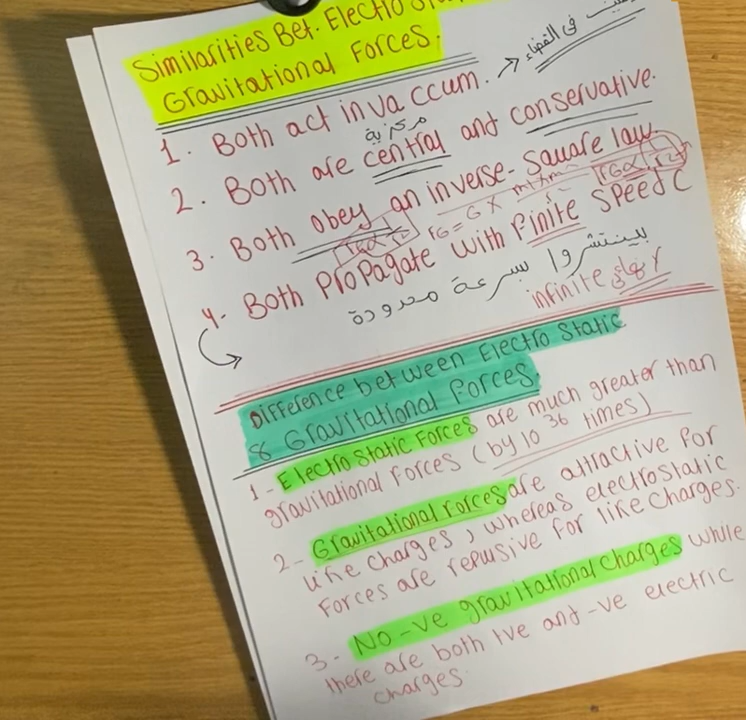 Similarities Bet. Electro
Gravitational Forces.
1. Both act in Va ccum. → في الفضاء
مركزية
2. Both are central and conservative.
3. Both obey an inverse-square law
4- Both Propagate with Finite Speed C
بينتشروا بسرعة محدودة
infinite
Difference between Electro Static
& Gravitational Forces.
1- Electro Static Forces are much greater than
gravitational Forces (by 10 36 times)
2- Gravitational Forces are attractive For
like charges, whereas electrostatic
Forces are repulsive for like charges.
3- No -ve gravitational charges while
there are both +ve and -ve electric
charges.